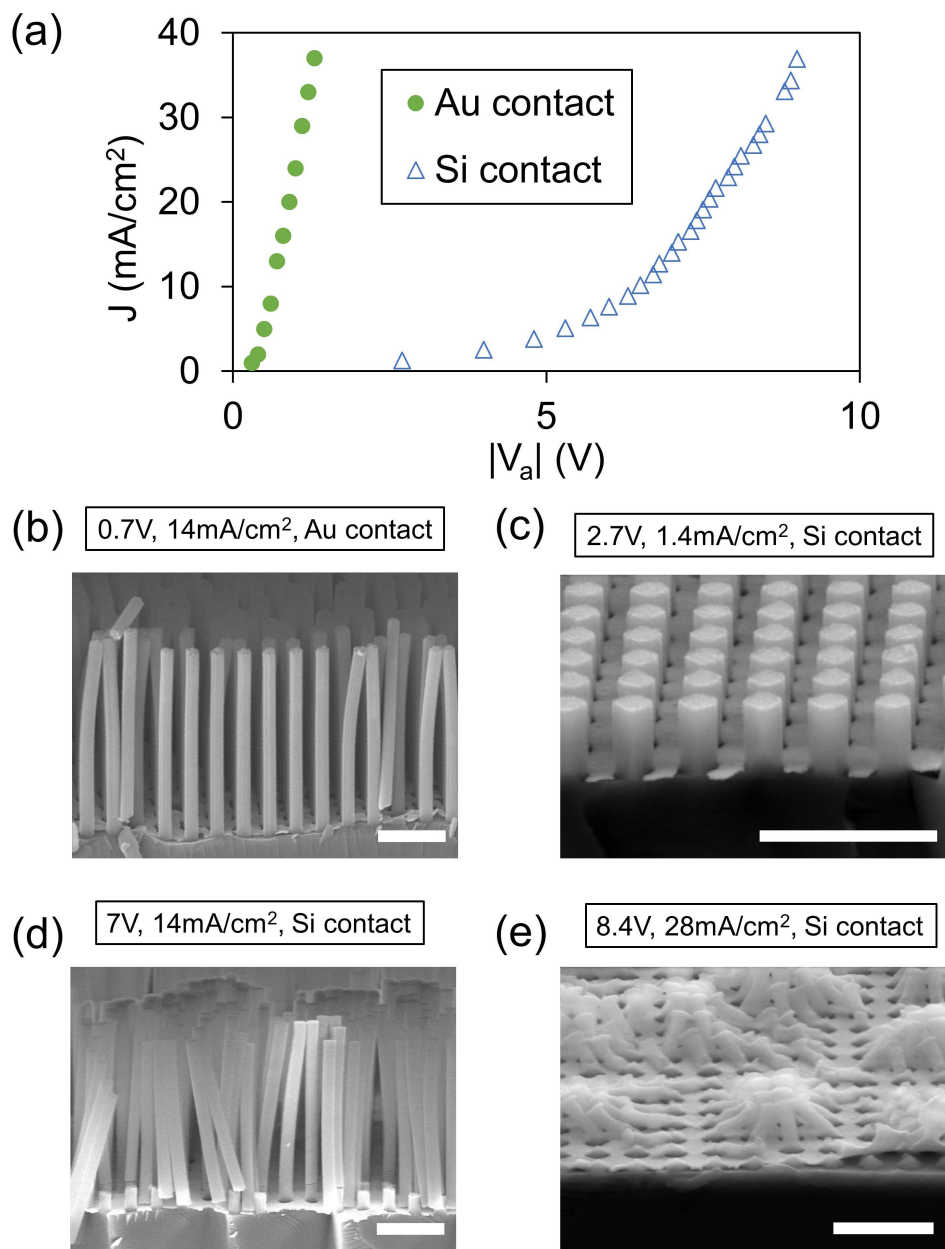 (a)
40
30
20
10
0
J (mA/cm²)
Au contact
Si contact
0 5 10
|Vₐ| (V)
(b) 0.7V, 14mA/cm², Au contact
(c) 2.7V, 1.4mA/cm², Si contact
(d) 7V, 14mA/cm², Si contact
(e) 8.4V, 28mA/cm², Si contact